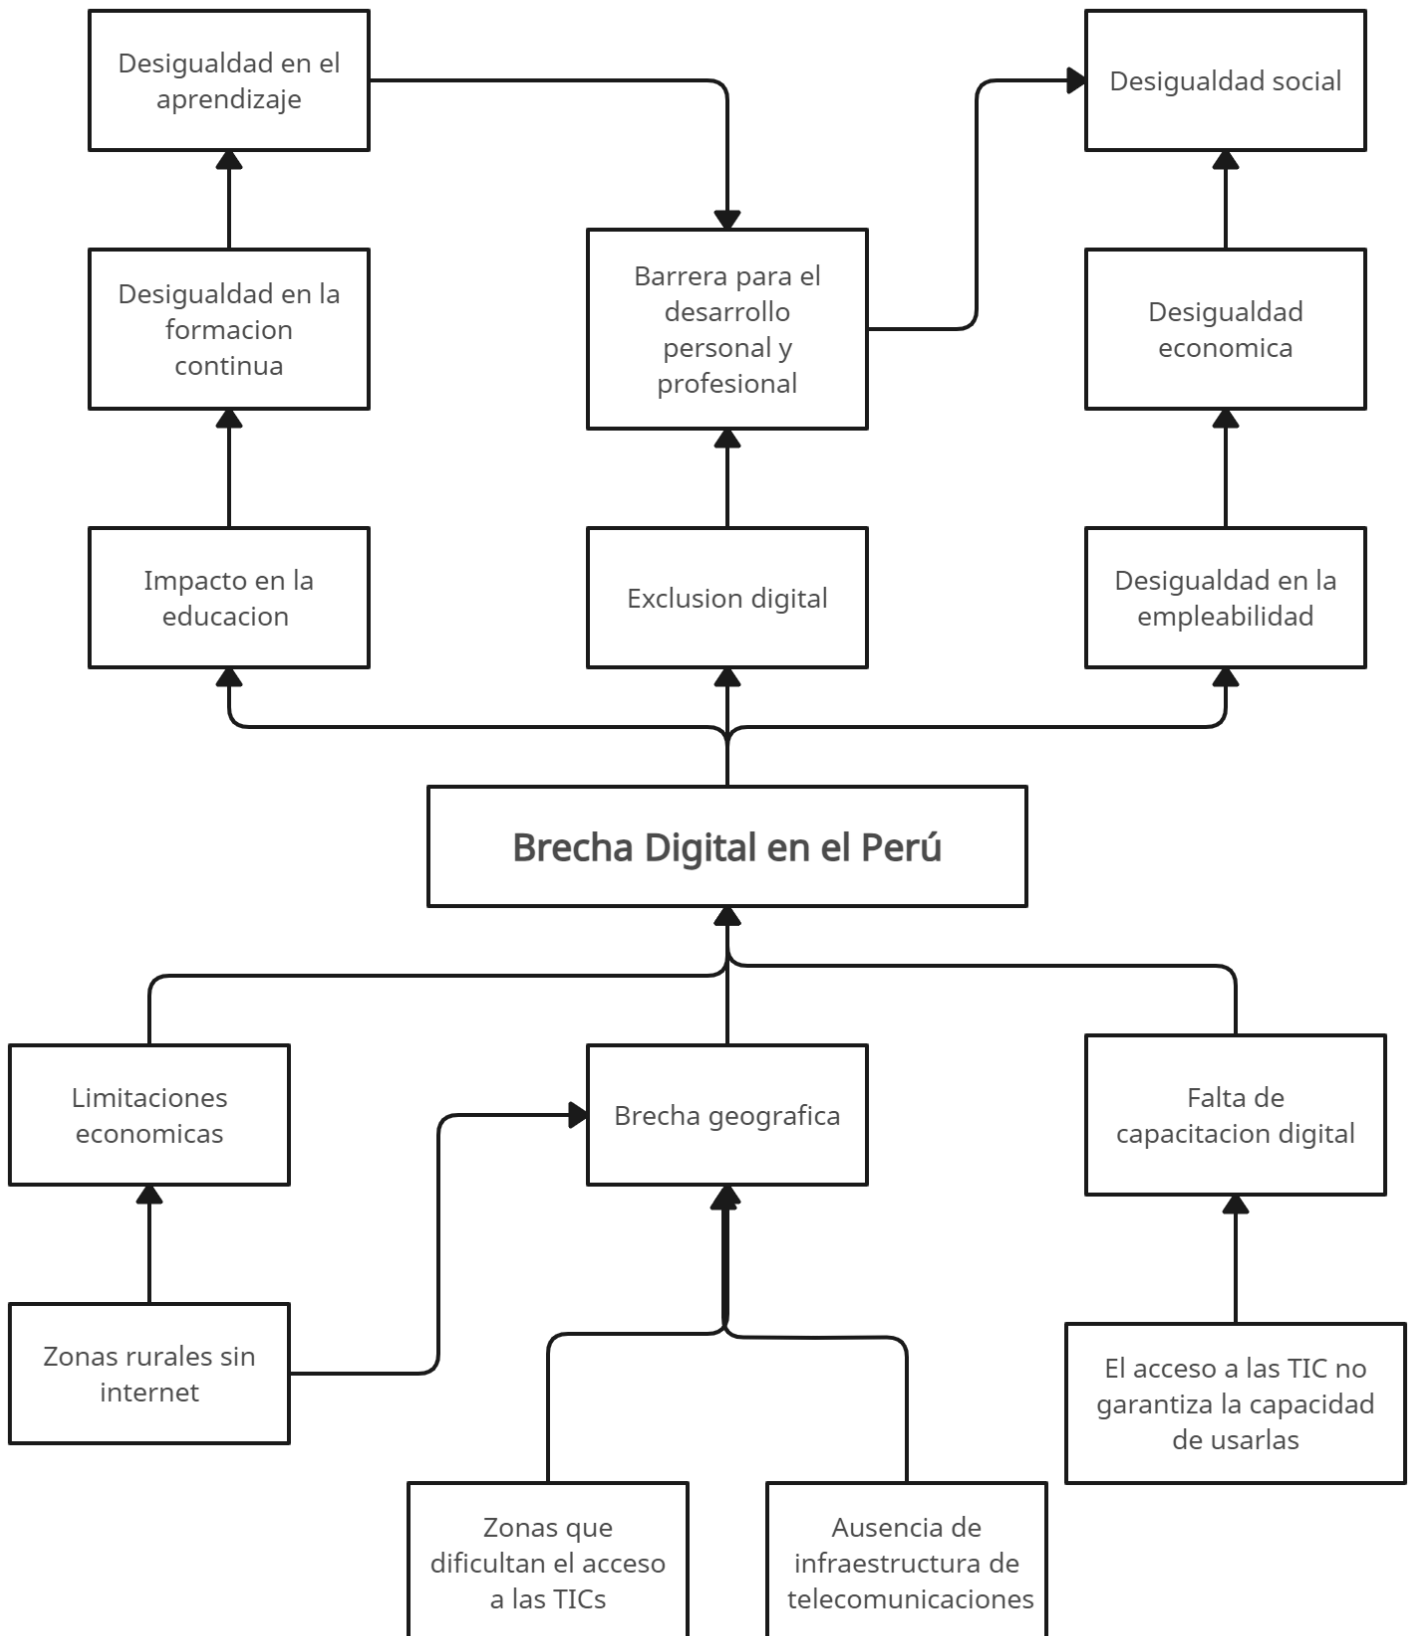 Desigualdad en el
aprendizaje
Desigualdad social
Desigualdad en la
formacion
continua
Barrera para el
desarrollo
personal y
profesional
Desigualdad
economica
Impacto en la
educacion
Exclusion digital
Desigualdad en la
empleabilidad
Brecha Digital en el Perú
Limitaciones
economicas
Brecha geografica
Falta de
capacitacion digital
Zonas rurales sin
internet
El acceso a las TIC no
garantiza la capacidad
de usarlas
Zonas que
dificultan el acceso
a las TICs
Ausencia de
infraestructura de
telecomunicaciones